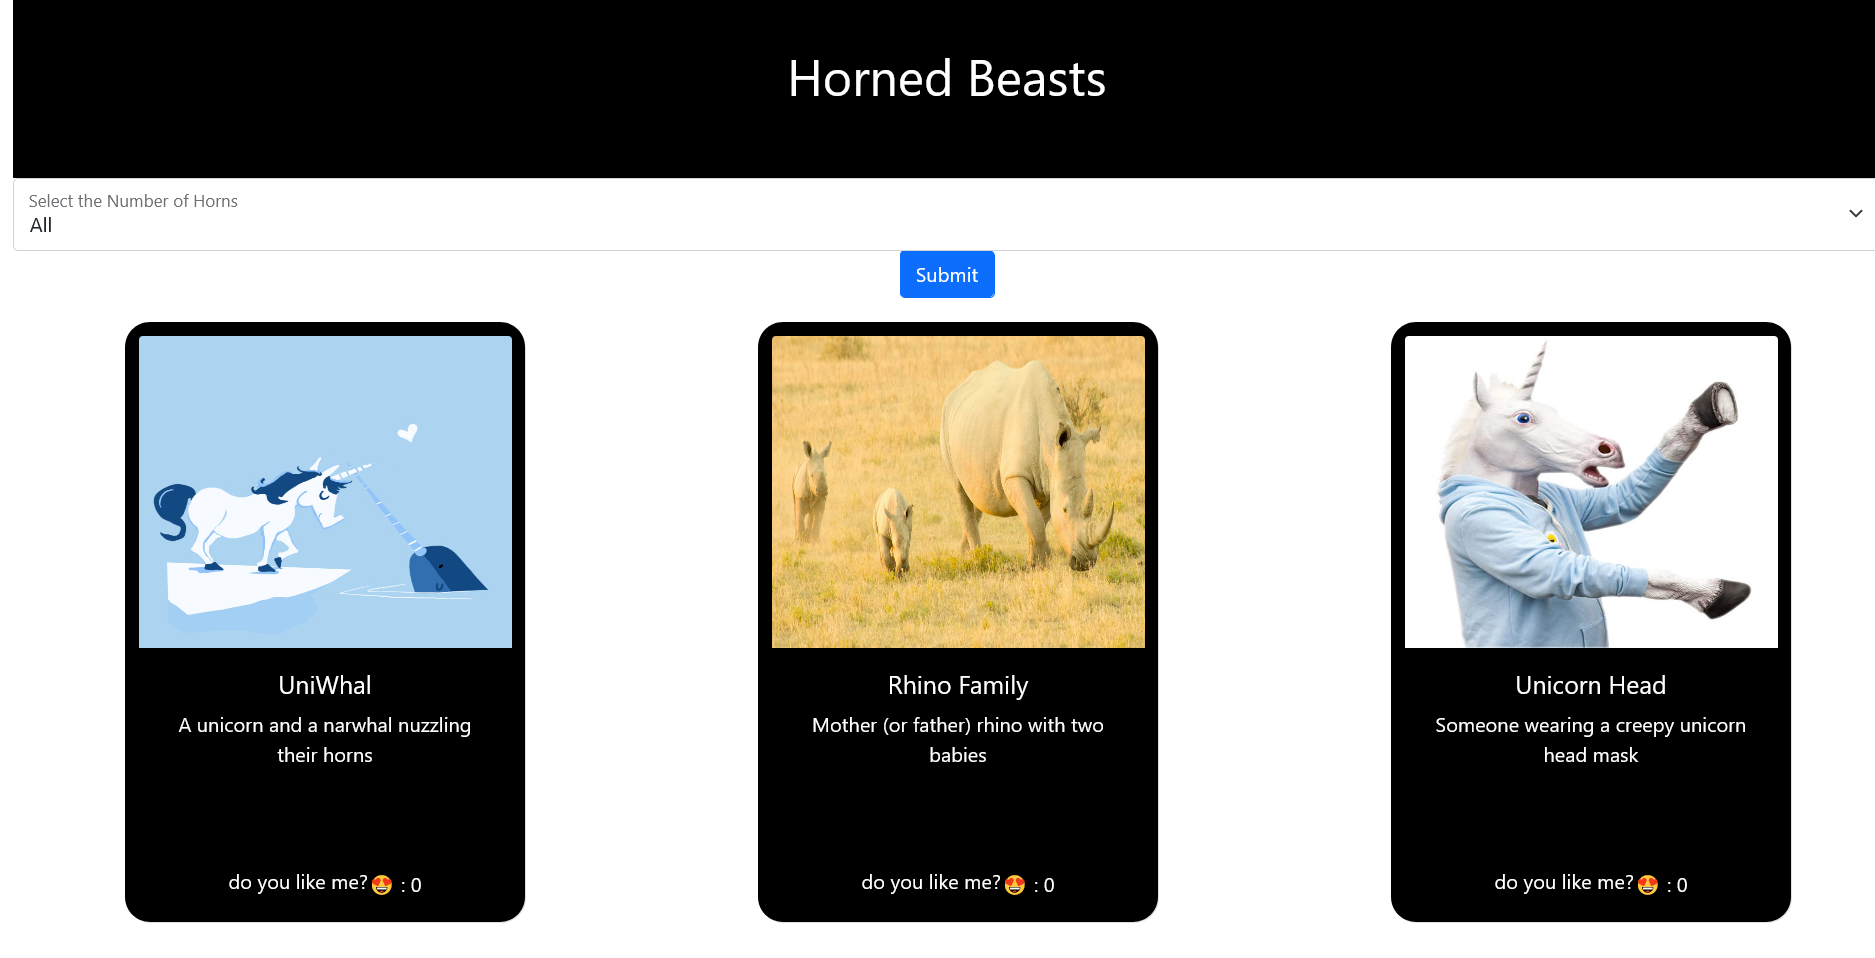 Horned Beasts
Select the Number of Horns
All
Submit
UniWhal
A unicorn and a narwhal nuzzling
their horns
do you like me?😍 : 0
Rhino Family
Mother (or father) rhino with two
babies
do you like me?😍 : 0
Unicorn Head
Someone wearing a creepy unicorn
head mask
do you like me?😍 : 0